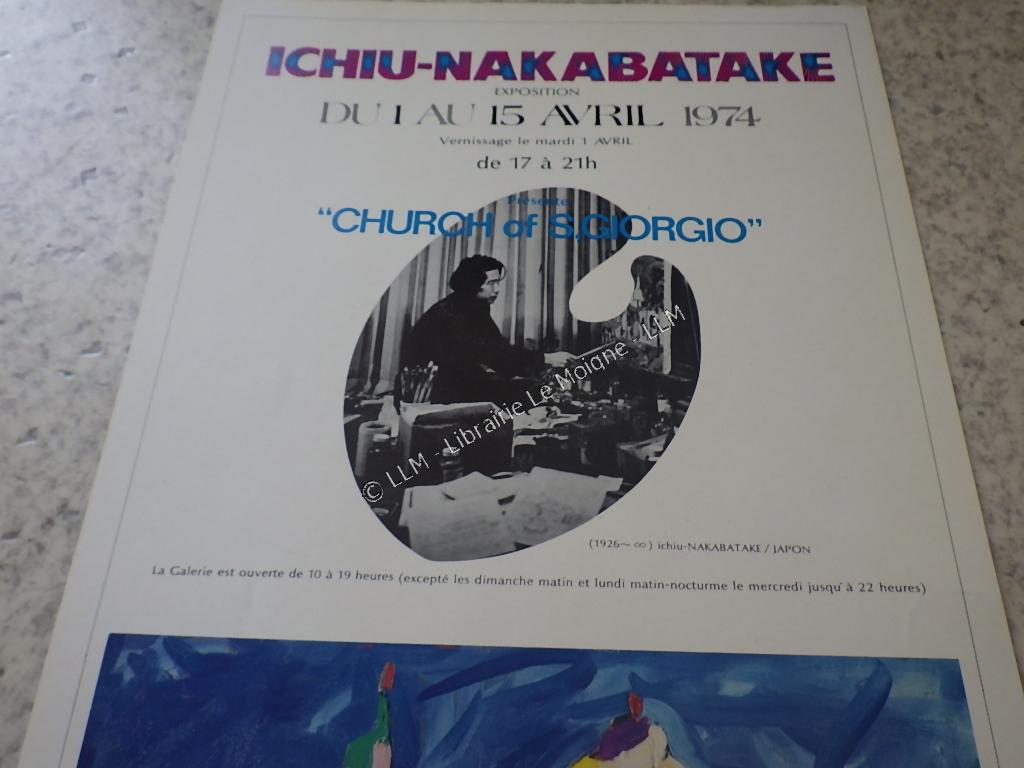 ICHIU-NAKABATAKE
EXPOSITION
DU 1 AU 15 AVRIL 1974
Vernissage le mardi 1 AVRIL
de 17 à 21h
Présente
“CHURCH of S,GIORGIO”
© LLM - Librairie Le Moigne - LLM
(1926～∞) ichiu-NAKABATAKE / JAPON
La Galerie est ouverte de 10 à 19 heures (excepté les dimanche matin et lundi matin-nocturme le mercredi jusqu'à 22 heures)